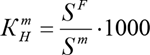 K_H^m = S^F / S^m · 1000